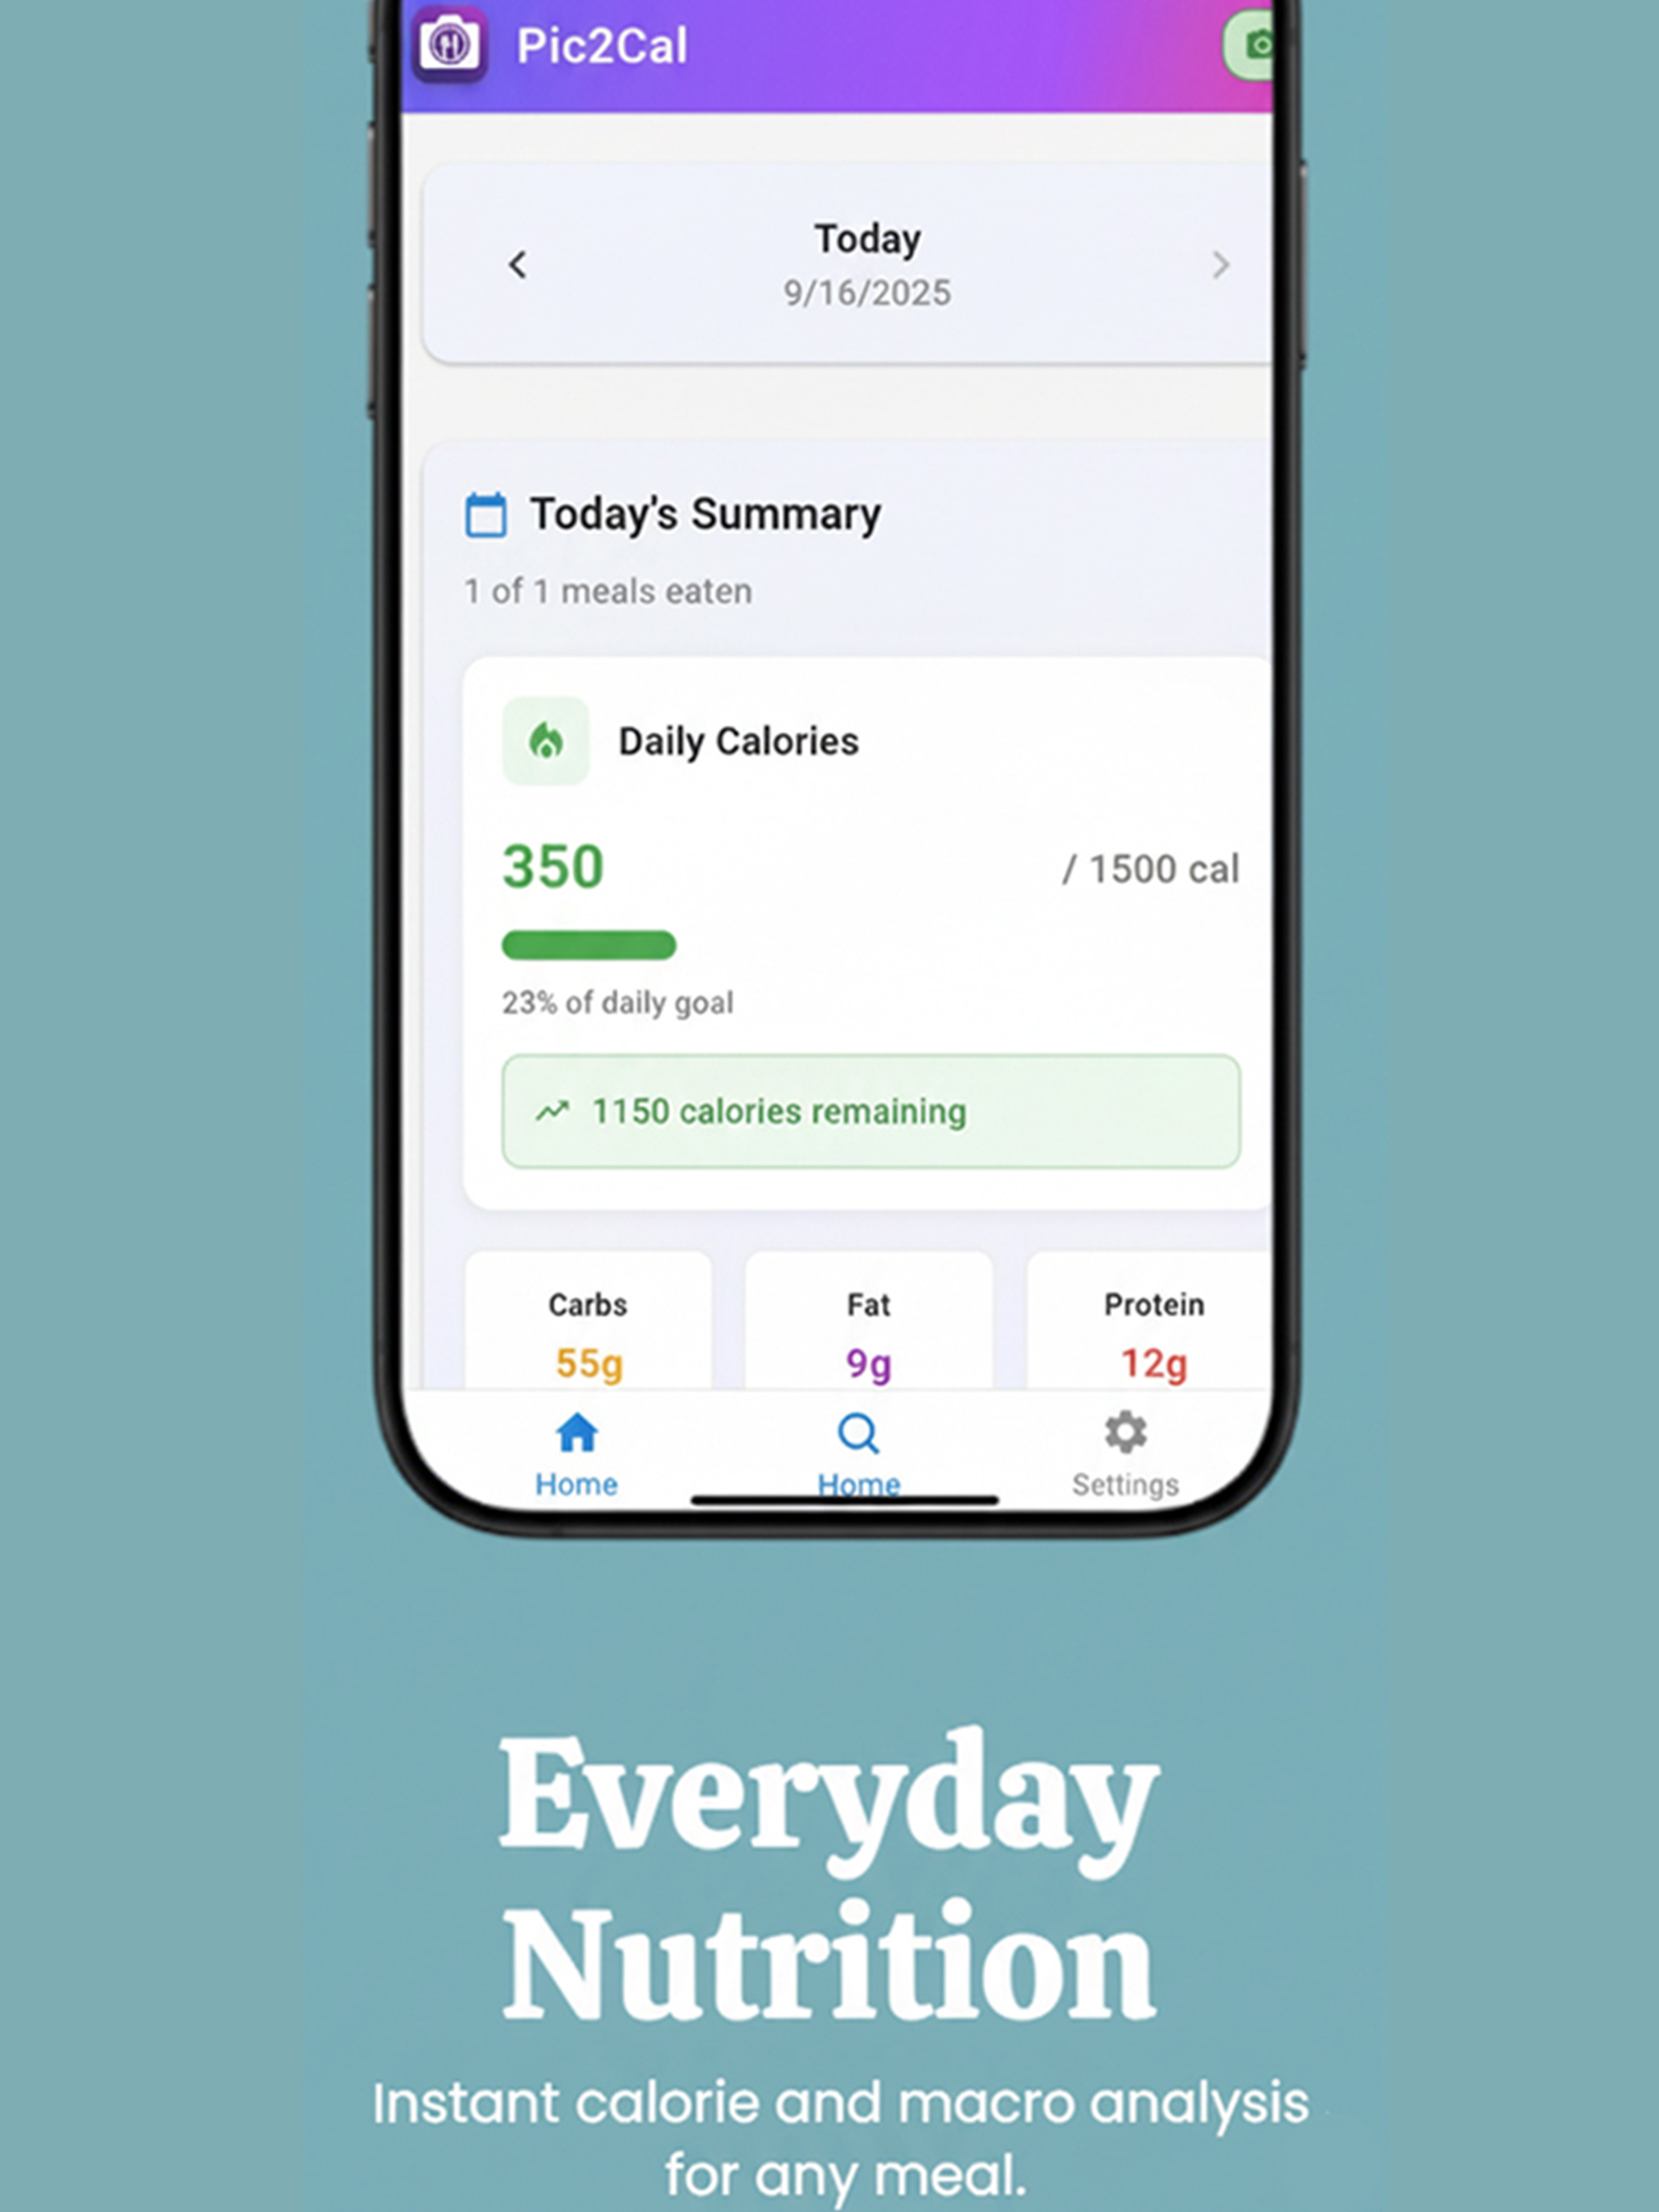 Pic2Cal
Today
9/16/2025
Today's Summary
1 of 1 meals eaten
Daily Calories
350 / 1500 cal
23% of daily goal
1150 calories remaining
Carbs Fat Protein
55g 9g 12g
Home Home Settings
Everyday
Nutrition
Instant calorie and macro analysis
for any meal.